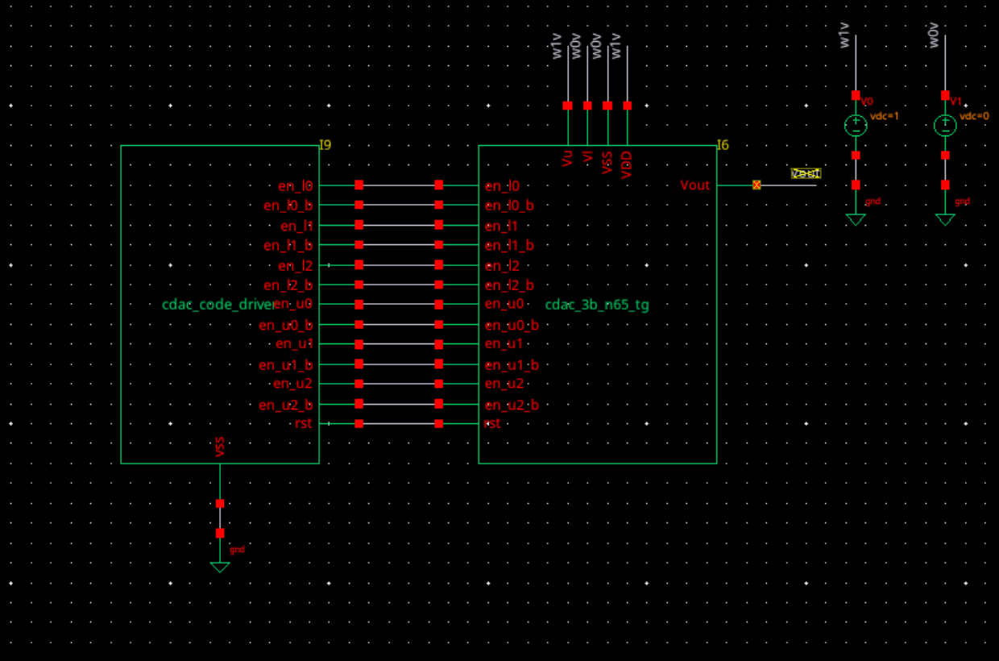 w1v w0v w0v w1v
w1v
w0v
V0
vdc=1
V1
vdc=0
gnd
gnd
I9
en_l0
en_l0_b
en_l1
en_l1_b
en_l2
en_l2_b
cdac_code_driver
en_u0
en_u0_b
en_u1
en_u1_b
en_u2
en_u2_b
rst
vss
gnd
I6
Vu Vl VSS VDD
en_l0
en_l0_b
en_l1
en_l1_b
en_l2
en_l2_b
en_u0
cdac_3b_n65_tg
en_u0_b
en_u1
en_u1_b
en_u2
en_u2_b
rst
Vout
Vout